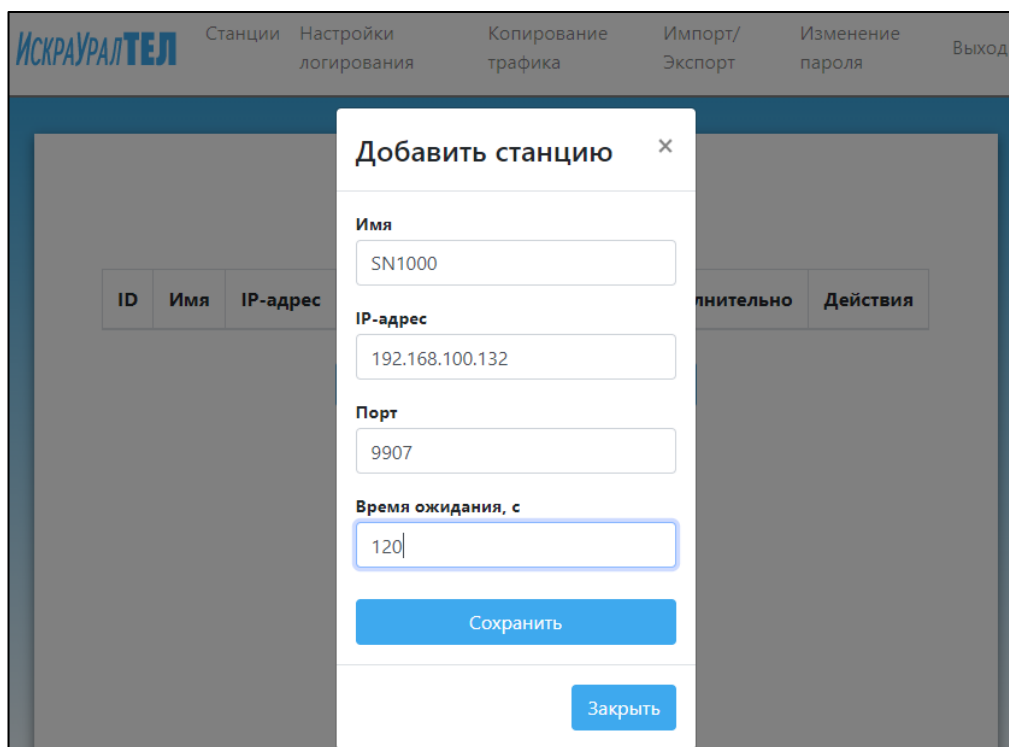 ИСКРАУРАЛТЕЛ
Станции Настройки логирования Копирование трафика Импорт/ Экспорт Изменение пароля Выход
Добавить станцию ×
Имя
SN1000
ID Имя IP-адрес лнительно Действия
IP-адрес
192.168.100.132
Порт
9907
Время ожидания, с
120
Сохранить
Закрыть